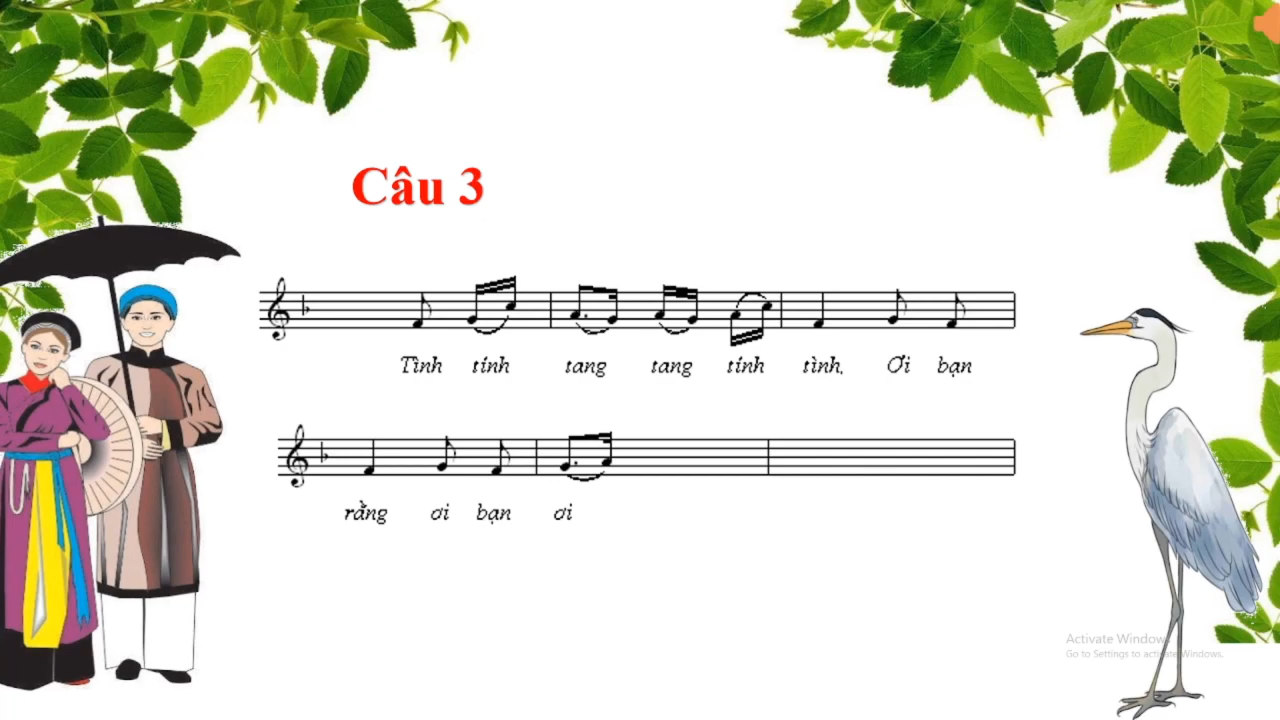 Câu 3
Tình tính tang tang tính tình, Ơi bạn
rằng ơi bạn ơi
Activate Windows
Go to Settings to activate Windows.